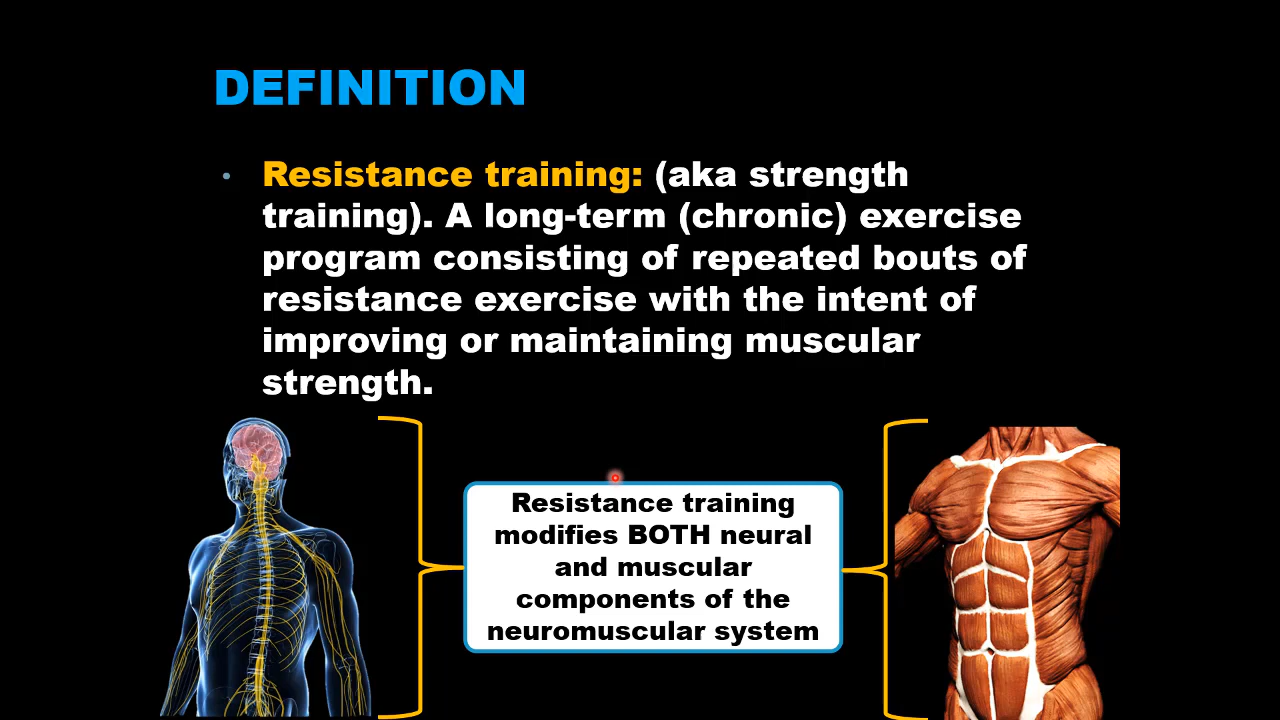 DEFINITION
• Resistance training: (aka strength
training). A long-term (chronic) exercise
program consisting of repeated bouts of
resistance exercise with the intent of
improving or maintaining muscular
strength.
Resistance training
modifies BOTH neural
and muscular
components of the
neuromuscular system